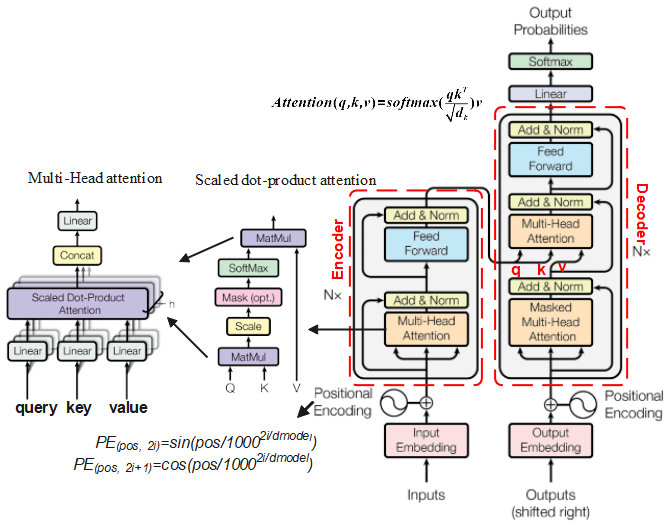 Output
Probabilities
Softmax
Linear
Attention(q,k,v)=softmax(qk^T/√d_k)v
Add & Norm
Feed
Forward
Add & Norm
Multi-Head
Attention
q k v
Decoder
N×
Add & Norm
Masked
Multi-Head
Attention
Positional
Encoding
Output
Embedding
Outputs
(shifted right)
Encoder
Add & Norm
Feed
Forward
N×
Add & Norm
Multi-Head
Attention
Positional
Encoding
Input
Embedding
Inputs
Scaled dot-product attention
MatMul
SoftMax
Mask (opt.)
Scale
MatMul
Q K V
Multi-Head attention
Linear
Concat
Scaled Dot-Product
Attention
h
Linear Linear Linear
query key value
PE(pos, 2i)=sin(pos/1000^2i/dmodel)
PE(pos, 2i+1)=cos(pos/1000^2i/dmodel)